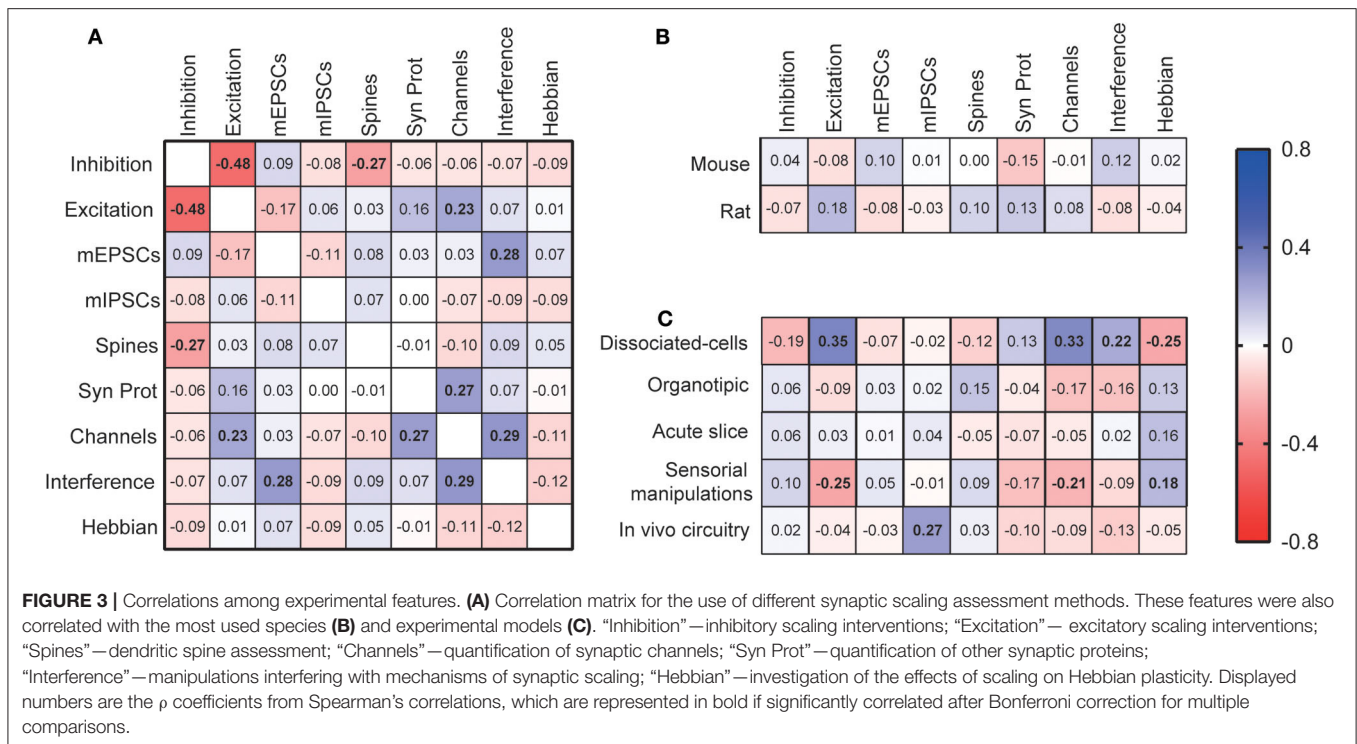 A
Inhibition Excitation mEPSCs mIPSCs Spines Syn Prot Channels Interference Hebbian
Inhibition -0.48 0.09 -0.08 -0.27 -0.06 -0.06 -0.07 -0.09
Excitation -0.48 -0.17 0.06 0.03 0.16 0.23 0.07 0.01
mEPSCs 0.09 -0.17 -0.11 0.08 0.03 0.03 0.28 0.07
mIPSCs -0.08 0.06 -0.11 0.07 0.00 -0.07 -0.09 -0.09
Spines -0.27 0.03 0.08 0.07 -0.01 -0.10 0.09 0.05
Syn Prot -0.06 0.16 0.03 0.00 -0.01 0.27 0.07 -0.01
Channels -0.06 0.23 0.03 -0.07 -0.10 0.27 0.29 -0.11
Interference -0.07 0.07 0.28 -0.09 0.09 0.07 0.29 -0.12
Hebbian -0.09 0.01 0.07 -0.09 0.05 -0.01 -0.11 -0.12
B
Inhibition Excitation mEPSCs mIPSCs Spines Syn Prot Channels Interference Hebbian
Mouse 0.04 -0.08 0.10 0.01 0.00 -0.15 -0.01 0.12 0.02
Rat -0.07 0.18 -0.08 -0.03 0.10 0.13 0.08 -0.08 -0.04
C
Dissociated-cells -0.19 0.35 -0.07 -0.02 -0.12 0.13 0.33 0.22 -0.25
Organotipic 0.06 -0.09 0.03 0.02 0.15 -0.04 -0.17 -0.16 0.13
Acute slice 0.06 0.03 0.01 0.04 -0.05 -0.07 -0.05 0.02 0.16
Sensorial
manipulations 0.10 -0.25 0.05 -0.01 0.09 -0.17 -0.21 -0.09 0.18
In vivo circuitry 0.02 -0.04 -0.03 0.27 0.03 -0.10 -0.09 -0.13 -0.05
0.8
0.4
0
-0.4
-0.8
FIGURE 3 | Correlations among experimental features. (A) Correlation matrix for the use of different synaptic scaling assessment methods. These features were also
correlated with the most used species (B) and experimental models (C). “Inhibition”—inhibitory scaling interventions; “Excitation”— excitatory scaling interventions;
“Spines”—dendritic spine assessment; “Channels”—quantification of synaptic channels; “Syn Prot”—quantification of other synaptic proteins;
“Interference”—manipulations interfering with mechanisms of synaptic scaling; “Hebbian”—investigation of the effects of scaling on Hebbian plasticity. Displayed
numbers are the ρ coefficients from Spearman’s correlations, which are represented in bold if significantly correlated after Bonferroni correction for multiple
comparisons.